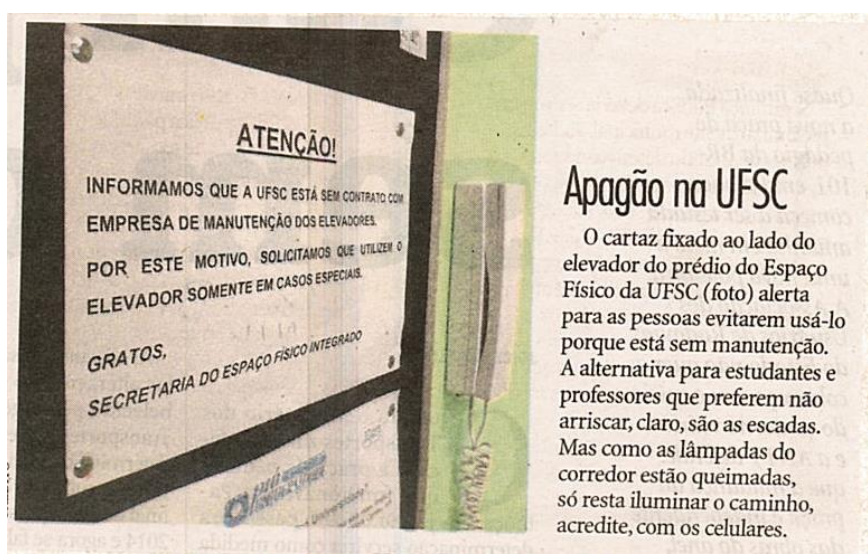 ATENÇÃO!
INFORMAMOS QUE A UFSC ESTÁ SEM CONTRATO COM
EMPRESA DE MANUTENÇÃO DOS ELEVADORES.
POR ESTE MOTIVO, SOLICITAMOS QUE UTILIZEM O
ELEVADOR SOMENTE EM CASOS ESPECIAIS.
GRATOS,
SECRETARIA DO ESPAÇO FÍSICO INTEGRADO
Apagão na UFSC
O cartaz fixado ao lado do
elevador do prédio do Espaço
Físico da UFSC (foto) alerta
para as pessoas evitarem usá-lo
porque está sem manutenção.
A alternativa para estudantes e
professores que preferem não
arriscar, claro, são as escadas.
Mas como as lâmpadas do
corredor estão queimadas,
só resta iluminar o caminho,
acredite, com os celulares.